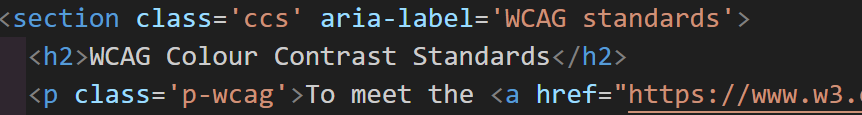 <section class='ccs' aria-label='WCAG standards'>
<h2>WCAG Colour Contrast Standards</h2>
<p class='p-wcag'>To meet the <a href="https://www.w3.